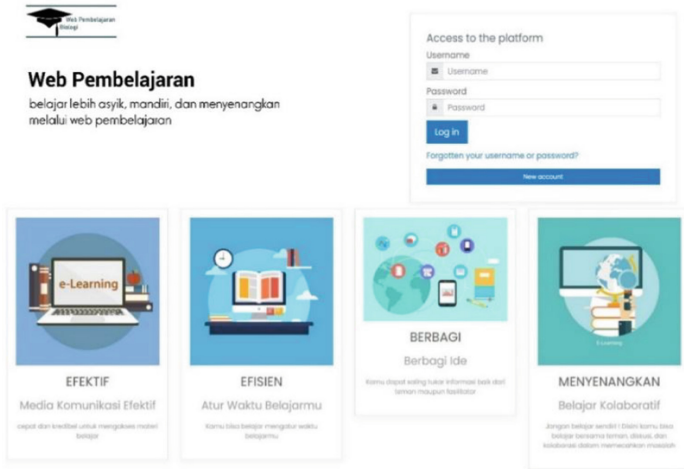 Web Pembelajaran
Biologi
Web Pembelajaran
belajar lebih asyik, mandiri, dan menyenangkan
melalui web pembelajaran
Access to the platform
Username
Username
Password
Password
Log in
Forgotten your username or password?
New account
e-Learning
EFEKTIF
Media Komunikasi Efektif
cepat dan kredibel untuk mengakses materi
belajar
EFISIEN
Atur Waktu Belajarmu
Kamu bisa belajar mengatur waktu
belajarmu
BERBAGI
Berbagi Ide
Kamu dapat saling tukar informasi baik dari
teman maupun fasilitator
E-Learning
MENYENANGKAN
Belajar Kolaboratif
Jangan belajar sendiri ! Disini kamu bisa
belajar bersama teman, diskusi, dan
kolaborasi dalam memecahkan masalah